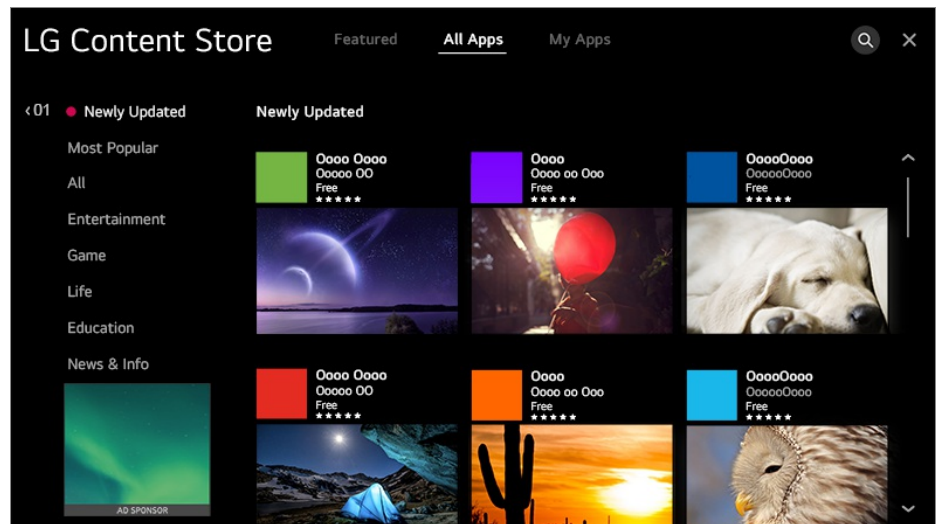 LG Content Store
Featured
All Apps
My Apps
‹01
Newly Updated
Most Popular
All
Entertainment
Game
Life
Education
News & Info
AD SPONSOR
Newly Updated
Oooo Oooo
Ooooo OO
Free
Oooo
Oooo oo Ooo
Free
OoooOooo
OooooOooo
Free
Oooo Oooo
Ooooo OO
Free
Oooo
Oooo oo Ooo
Free
OoooOooo
OooooOooo
Free